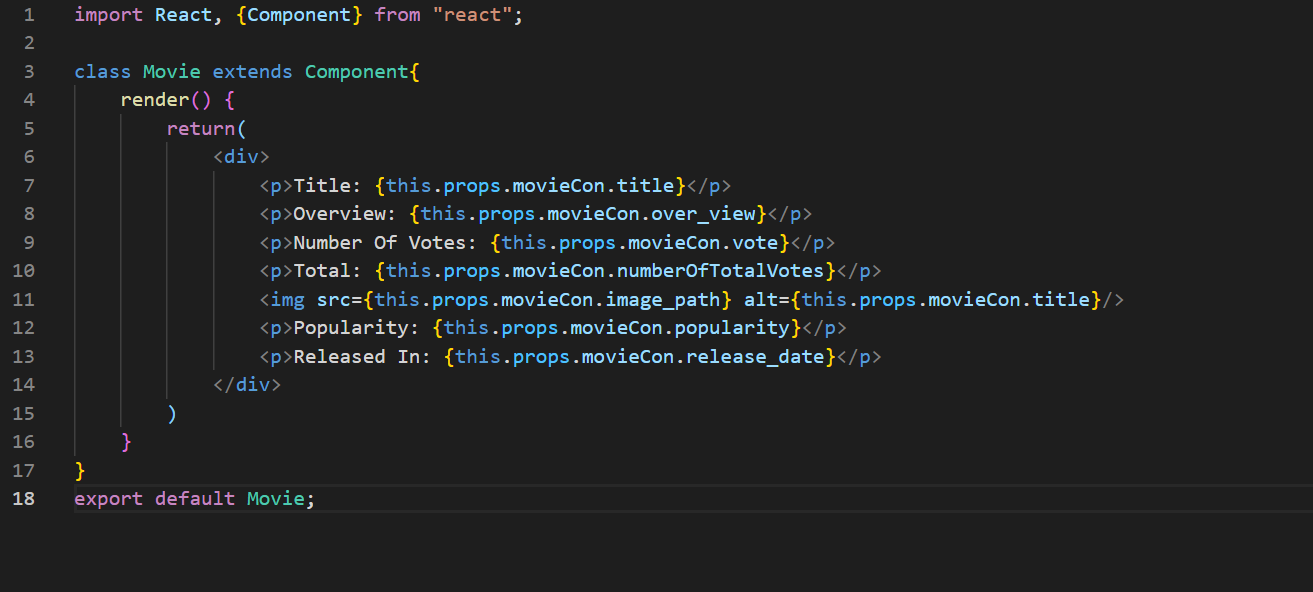 1 import React, {Component} from "react";
2
3 class Movie extends Component{
4 render() {
5 return(
6 <div>
7 <p>Title: {this.props.movieCon.title}</p>
8 <p>Overview: {this.props.movieCon.over_view}</p>
9 <p>Number Of Votes: {this.props.movieCon.vote}</p>
10 <p>Total: {this.props.movieCon.numberOfTotalVotes}</p>
11 <img src={this.props.movieCon.image_path} alt={this.props.movieCon.title}/>
12 <p>Popularity: {this.props.movieCon.popularity}</p>
13 <p>Released In: {this.props.movieCon.release_date}</p>
14 </div>
15 )
16 }
17 }
18 export default Movie;